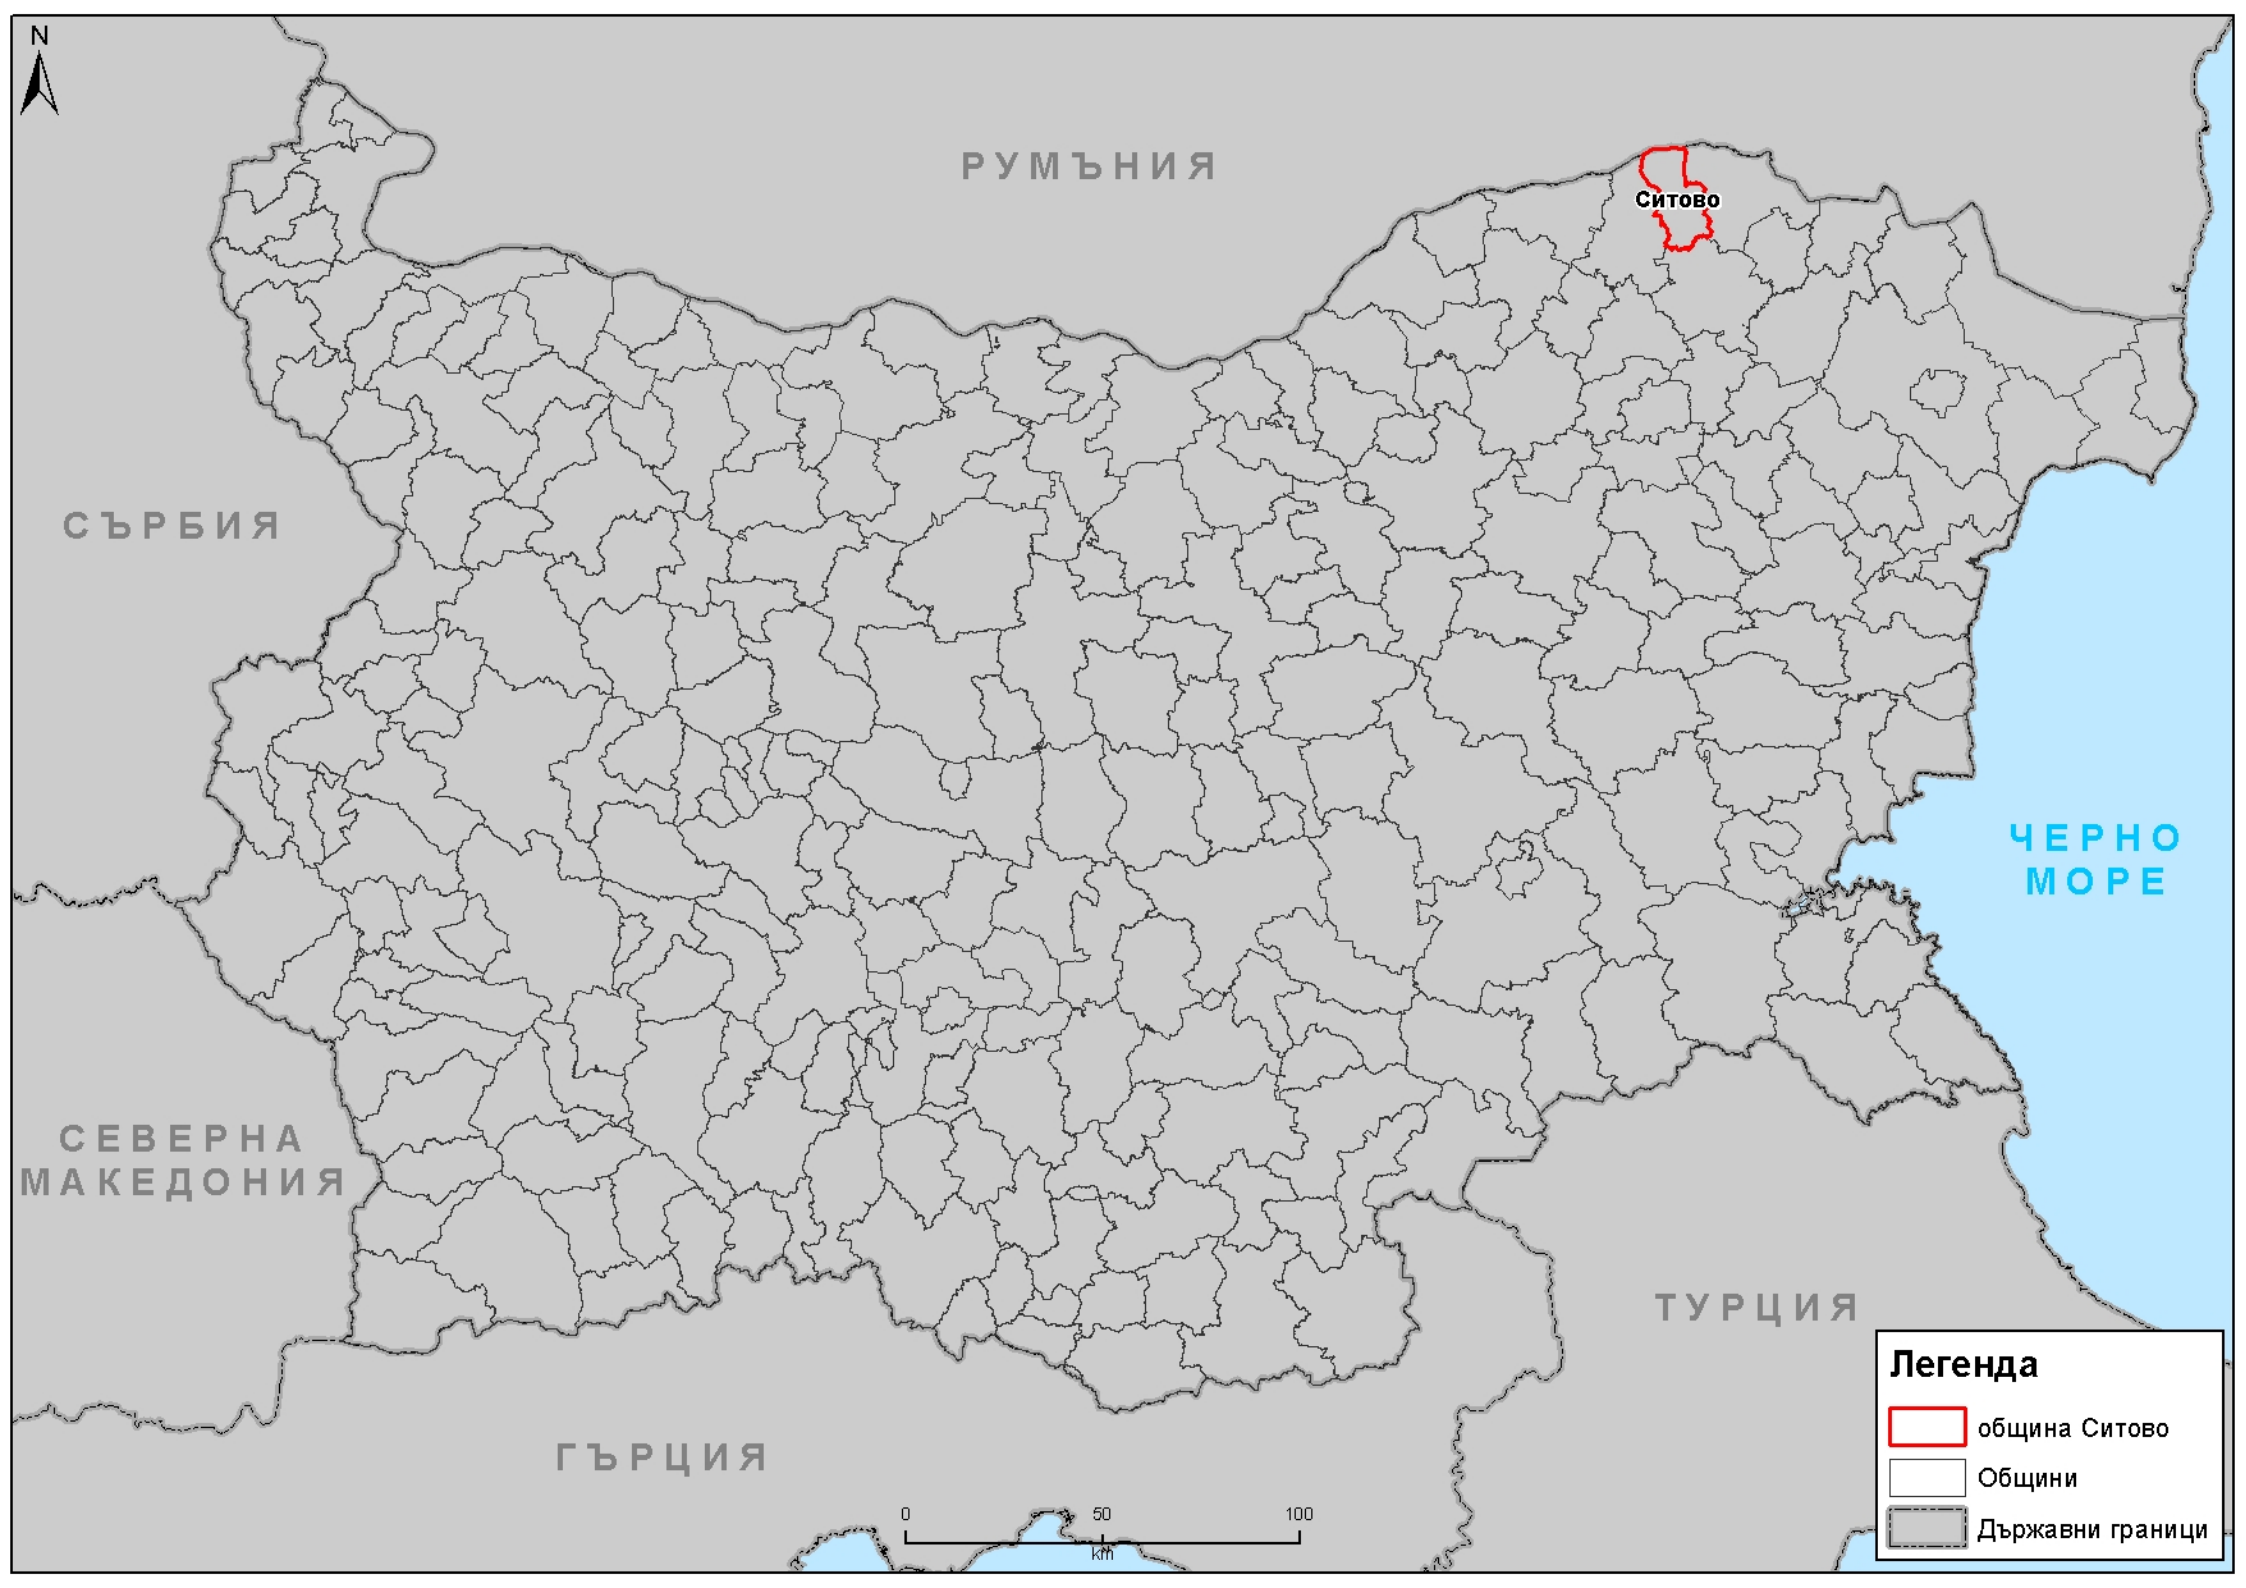 N
РУМЪНИЯ
Ситово
СЪРБИЯ
ЧЕРНО
МОРЕ
СЕВЕРНА
МАКЕДОНИЯ
ТУРЦИЯ
ГЪРЦИЯ
0 50 100
km
Легенда
община Ситово
Общини
Държавни граници